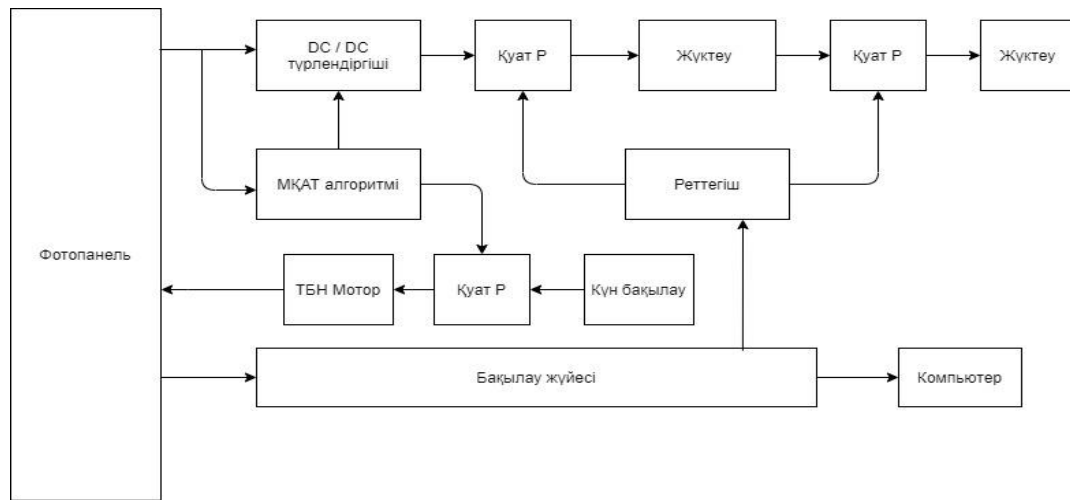 DC / DC
түрлендіргіші
Қуат Р
Жүктеу
Қуат Р
Жүктеу
МҚАТ алгоритмі
Реттегіш
Фотопанель
ТБН Мотор
Қуат Р
Күн бақылау
Бақылау жүйесі
Компьютер